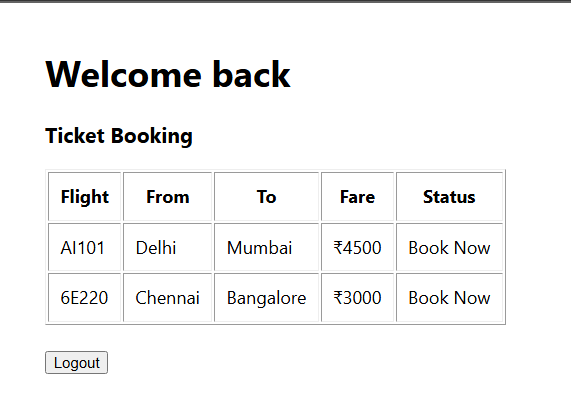 Welcome back
Ticket Booking
Flight From To Fare Status
AI101 Delhi Mumbai ₹4500 Book Now
6E220 Chennai Bangalore ₹3000 Book Now
Logout